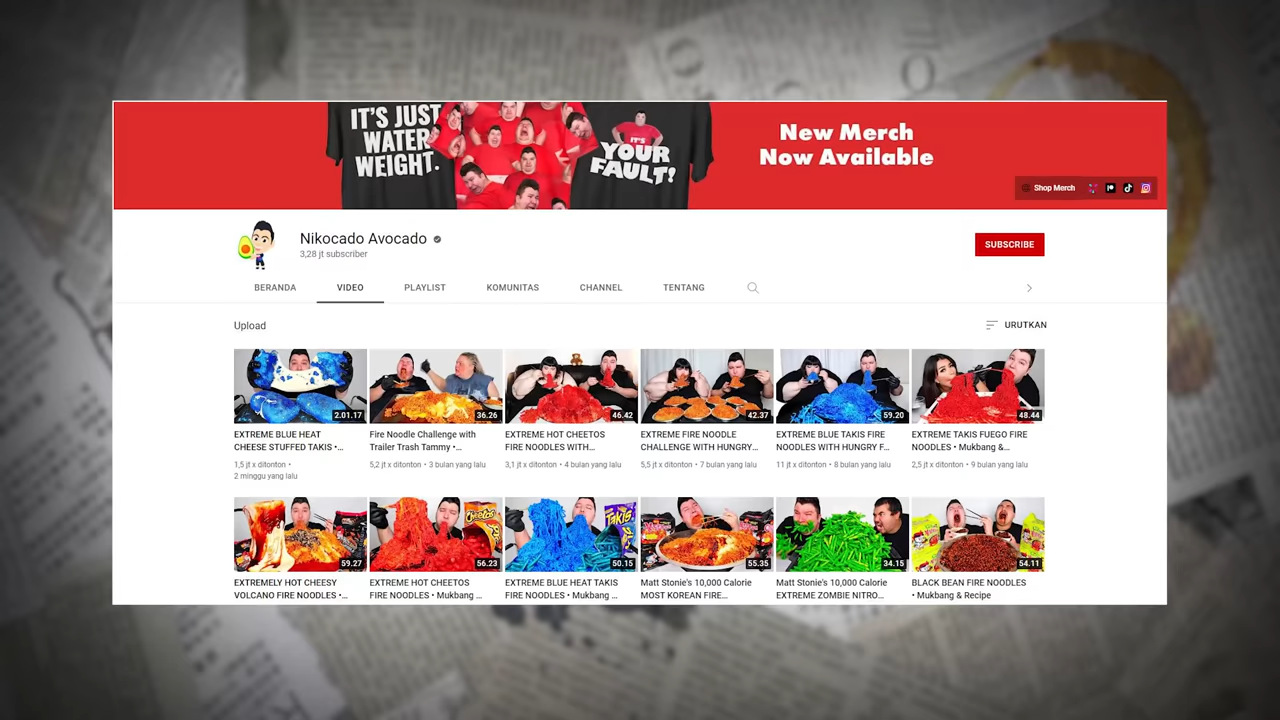 IT'S JUST
WATER
WEIGHT.
IT'S
YOUR
FAULT!
New Merch
Now Available
Shop Merch
Nikocado Avocado
3,28 jt subscriber
SUBSCRIBE
BERANDA VIDEO PLAYLIST KOMUNITAS CHANNEL TENTANG
Upload
URUTKAN
2.01.17
EXTREME BLUE HEAT
CHEESE STUFFED TAKIS •...
1,5 jt x ditonton •
2 minggu yang lalu
36.26
Fire Noodle Challenge with
Trailer Trash Tammy •...
5,2 jt x ditonton • 3 bulan yang lalu
46.42
EXTREME HOT CHEETOS
FIRE NOODLES WITH...
3,1 jt x ditonton • 4 bulan yang lalu
42.37
EXTREME FIRE NOODLE
CHALLENGE WITH HUNGRY...
5,5 jt x ditonton • 7 bulan yang lalu
59.20
EXTREME BLUE TAKIS FIRE
NOODLES WITH HUNGRY F...
11 jt x ditonton • 8 bulan yang lalu
48.44
EXTREME TAKIS FUEGO FIRE
NOODLES • Mukbang &...
2,5 jt x ditonton • 9 bulan yang lalu
59.27
EXTREMELY HOT CHEESY
VOLCANO FIRE NOODLES •...
Cheetos
56.23
EXTREME HOT CHEETOS
FIRE NOODLES • Mukbang ...
TAKIS
50.15
EXTREME BLUE HEAT TAKIS
FIRE NOODLES • Mukbang ...
55.35
Matt Stonie's 10,000 Calorie
MOST KOREAN FIRE...
34.15
Matt Stonie's 10,000 Calorie
EXTREME ZOMBIE NITRO...
54.11
BLACK BEAN FIRE NOODLES
• Mukbang & Recipe